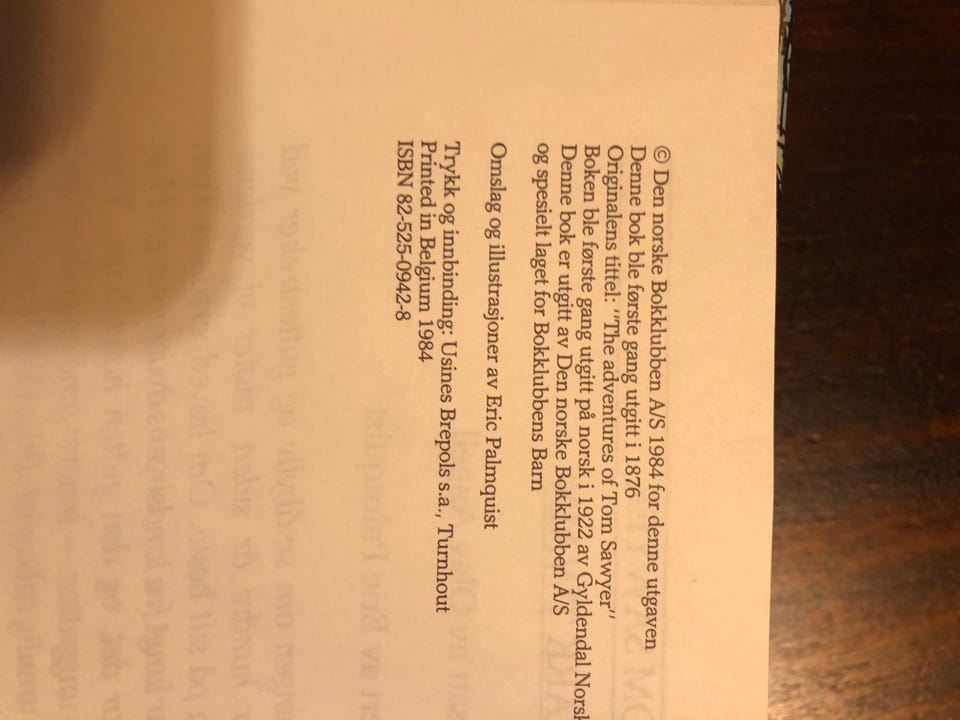 © Den norske Bokklubben A/S 1984 for denne utgaven
Denne bok ble første gang utgitt i 1876
Originalens tittel: "The adventures of Tom Sawyer"
Boken ble første gang utgitt på norsk i 1922 av Gyldendal Norsk
Denne bok er utgitt av Den norske Bokklubben A/S
og spesielt laget for Bokklubbens Barn
Omslag og illustrasjoner av Eric Palmquist
Trykk og innbinding: Usines Brepols s.a., Turnhout
Printed in Belgium 1984
ISBN 82-525-0942-8